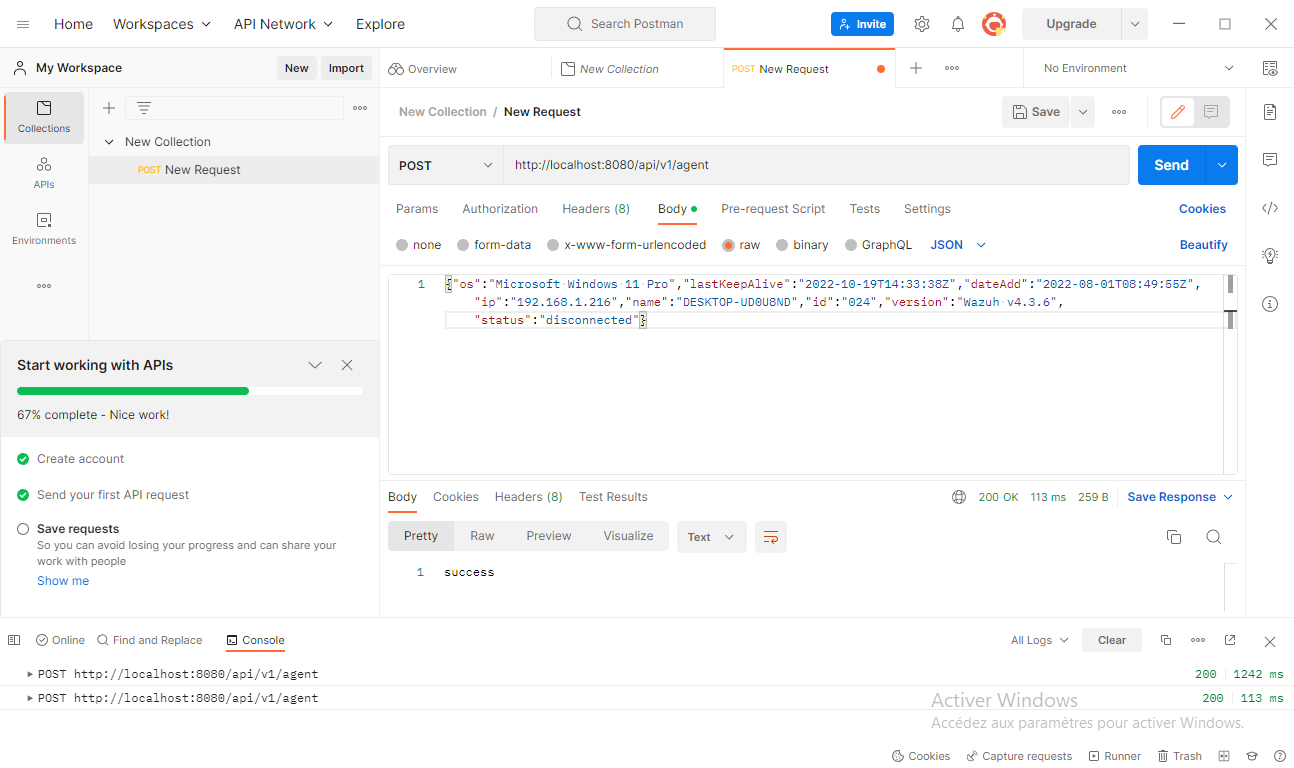 Home Workspaces API Network Explore Search Postman Invite Upgrade
My Workspace New Import Overview New Collection POST New Request No Environment
Collections
APIs
Environments
New Collection
POST New Request
New Collection / New Request Save
POST http://localhost:8080/api/v1/agent Send
Params Authorization Headers (8) Body Pre-request Script Tests Settings Cookies
none form-data x-www-form-urlencoded raw binary GraphQL JSON Beautify
1 {"os":"Microsoft Windows 11 Pro","lastKeepAlive":"2022-10-19T14:33:38Z","dateAdd":"2022-08-01T08:49:55Z",
"ip":"192.168.1.216","name":"DESKTOP-UD0U8ND","id":"024","version":"Wazuh v4.3.6",
"status":"disconnected"}
Start working with APIs
67% complete - Nice work!
Create account
Send your first API request
Save requests
So you can avoid losing your progress and can share your
work with people
Show me
Body Cookies Headers (8) Test Results 200 OK 113 ms 259 B Save Response
Pretty Raw Preview Visualize Text
1 success
Online Find and Replace Console All Logs Clear
POST http://localhost:8080/api/v1/agent 200 1242 ms
POST http://localhost:8080/api/v1/agent 200 113 ms
Activer Windows
Accédez aux paramètres pour activer Windows.
Cookies Capture requests Runner Trash